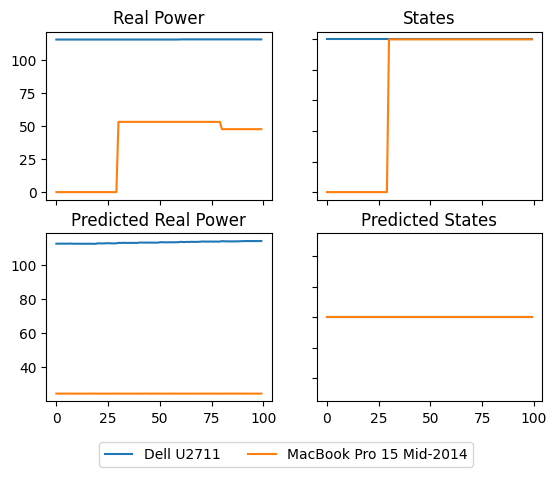 Real Power
States
100
75
50
25
0
Predicted Real Power
Predicted States
100
80
60
40
0 25 50 75 100
0 25 50 75 100
Dell U2711 MacBook Pro 15 Mid-2014